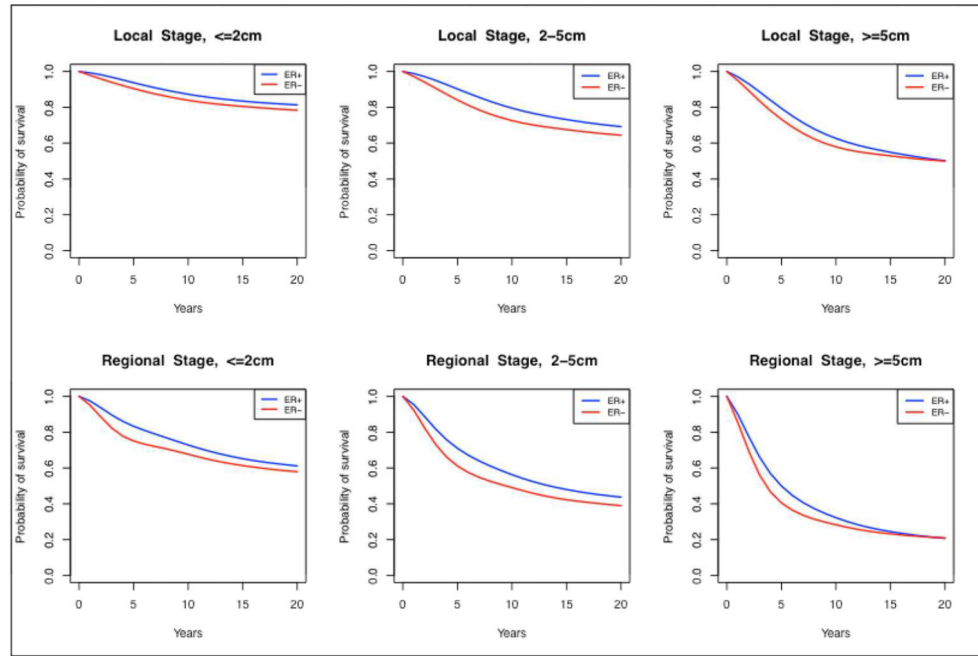 Local Stage, <=2cm
Local Stage, 2–5cm
Local Stage, >=5cm
Probability of survival
0.0 0.2 0.4 0.6 0.8 1.0
ER+
ER−
0 5 10 15 20
Years
Probability of survival
0.0 0.2 0.4 0.6 0.8 1.0
ER+
ER−
0 5 10 15 20
Years
Probability of survival
0.0 0.2 0.4 0.6 0.8 1.0
ER+
ER−
0 5 10 15 20
Years
Regional Stage, <=2cm
Regional Stage, 2–5cm
Regional Stage, >=5cm
Probability of survival
0.0 0.2 0.4 0.6 0.8 1.0
ER+
ER−
0 5 10 15 20
Years
Probability of survival
0.0 0.2 0.4 0.6 0.8 1.0
ER+
ER−
0 5 10 15 20
Years
Probability of survival
0.0 0.2 0.4 0.6 0.8 1.0
ER+
ER−
0 5 10 15 20
Years